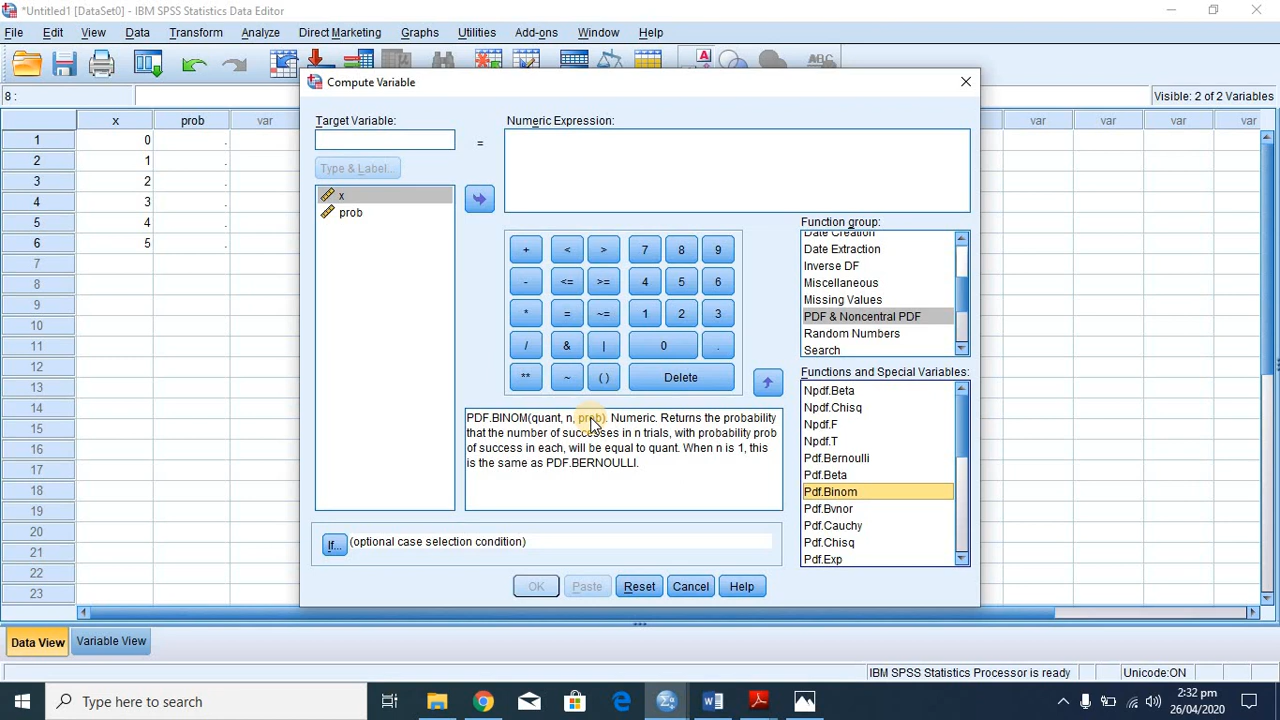 *Untitled1 [DataSet0] - IBM SPSS Statistics Data Editor
File Edit View Data Transform Analyze Direct Marketing Graphs Utilities Add-ons Window Help
8 :
Visible: 2 of 2 Variables
x prob var var var var var
1 0 .
2 1 .
3 2 .
4 3 .
5 4 .
6 5 .
7
8
9
10
11
12
13
14
15
16
17
18
19
20
21
22
23
Compute Variable
Target Variable:
=
Numeric Expression:
Type & Label...
x
prob
+ < > 7 8 9
- <= >= 4 5 6
* = ~= 1 2 3
/ & | 0 .
** ~ ( ) Delete
Function group:
Date Creation
Date Extraction
Inverse DF
Miscellaneous
Missing Values
PDF & Noncentral PDF
Random Numbers
Search
Functions and Special Variables:
Npdf.Beta
Npdf.Chisq
Npdf.F
Npdf.T
Pdf.Bernoulli
Pdf.Beta
Pdf.Binom
Pdf.Bvnor
Pdf.Cauchy
Pdf.Chisq
Pdf.Exp
PDF.BINOM(quant, n, prob). Numeric. Returns the probability
that the number of successes in n trials, with probability prob
of success in each, will be equal to quant. When n is 1, this
is the same as PDF.BERNOULLI.
If... (optional case selection condition)
OK Paste Reset Cancel Help
Data View Variable View
IBM SPSS Statistics Processor is ready Unicode:ON
Type here to search
2:32 pm
26/04/2020